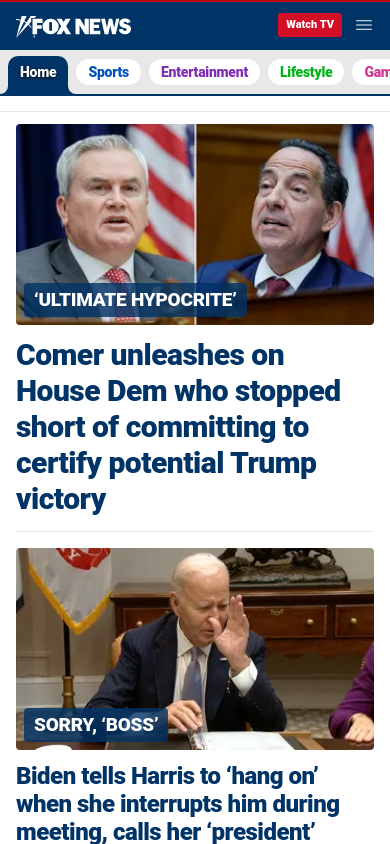 FOX NEWS
Watch TV
Home
Sports
Entertainment
Lifestyle
Gam
‘ULTIMATE HYPOCRITE’
Comer unleashes on
House Dem who stopped
short of committing to
certify potential Trump
victory
SORRY, ‘BOSS’
Biden tells Harris to ‘hang on’
when she interrupts him during
meeting, calls her ‘president’